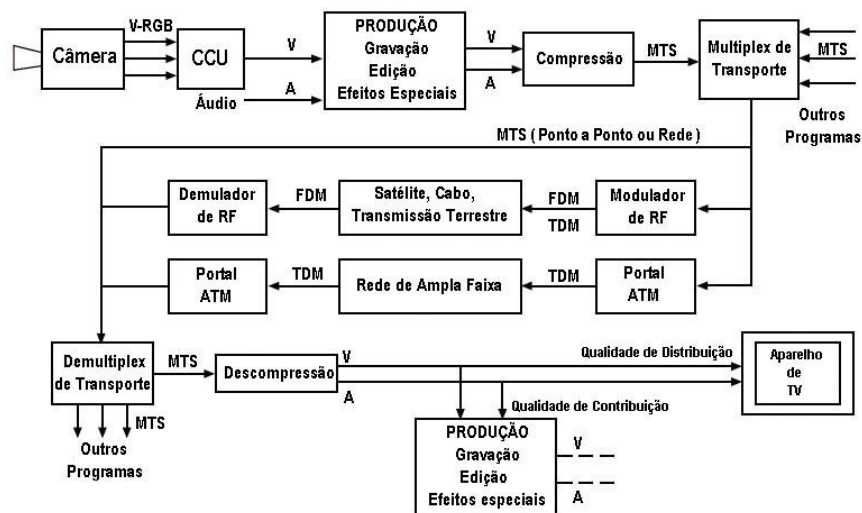 V-RGB
Câmera
CCU
V
Áudio
A
PRODUÇÃO
Gravação
Edição
Efeitos Especiais
V
A
Compressão
MTS
Multiplex de
Transporte
MTS
Outros
Programas
MTS ( Ponto a Ponto ou Rede )
Demulador
de RF
FDM
Satélite, Cabo,
Transmissão Terrestre
FDM
TDM
Modulador
de RF
Portal
ATM
TDM
Rede de Ampla Faixa
TDM
Portal
ATM
Demultiplex
de Transporte
MTS
Descompressão
V
A
Qualidade de Distribuição
Aparelho
de
TV
MTS
Outros
Programas
Qualidade de Contribuição
PRODUÇÃO
Gravação
Edição
Efeitos especiais
V
A